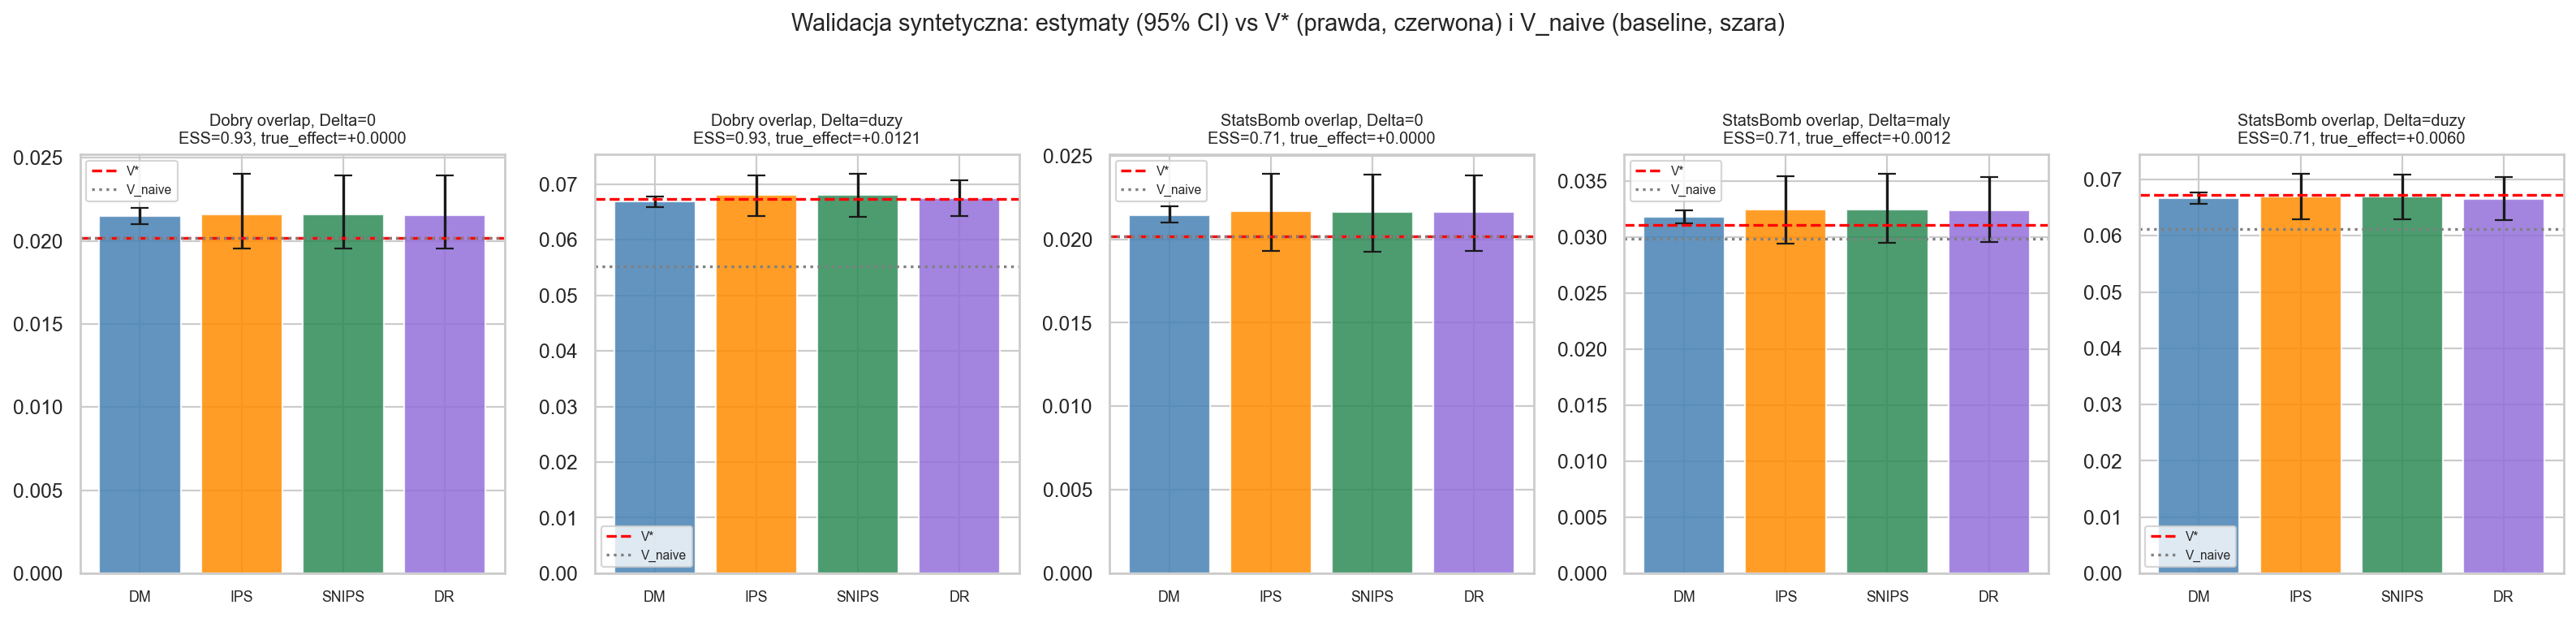 Walidacja syntetyczna: estymaty (95% CI) vs V* (prawda, czerwona) i V_naive (baseline, szara)
Dobry overlap, Delta=0
ESS=0.93, true_effect=+0.0000
0.025
0.020
0.015
0.010
0.005
0.000
V*
V_naive
DM
IPS
SNIPS
DR
Dobry overlap, Delta=duzy
ESS=0.93, true_effect=+0.0121
0.07
0.06
0.05
0.04
0.03
0.02
0.01
0.00
V*
V_naive
DM
IPS
SNIPS
DR
StatsBomb overlap, Delta=0
ESS=0.71, true_effect=+0.0000
0.025
0.020
0.015
0.010
0.005
0.000
V*
V_naive
DM
IPS
SNIPS
DR
StatsBomb overlap, Delta=maly
ESS=0.71, true_effect=+0.0012
0.035
0.030
0.025
0.020
0.015
0.010
0.005
0.000
V*
V_naive
DM
IPS
SNIPS
DR
StatsBomb overlap, Delta=duzy
ESS=0.71, true_effect=+0.0060
0.07
0.06
0.05
0.04
0.03
0.02
0.01
0.00
V*
V_naive
DM
IPS
SNIPS
DR